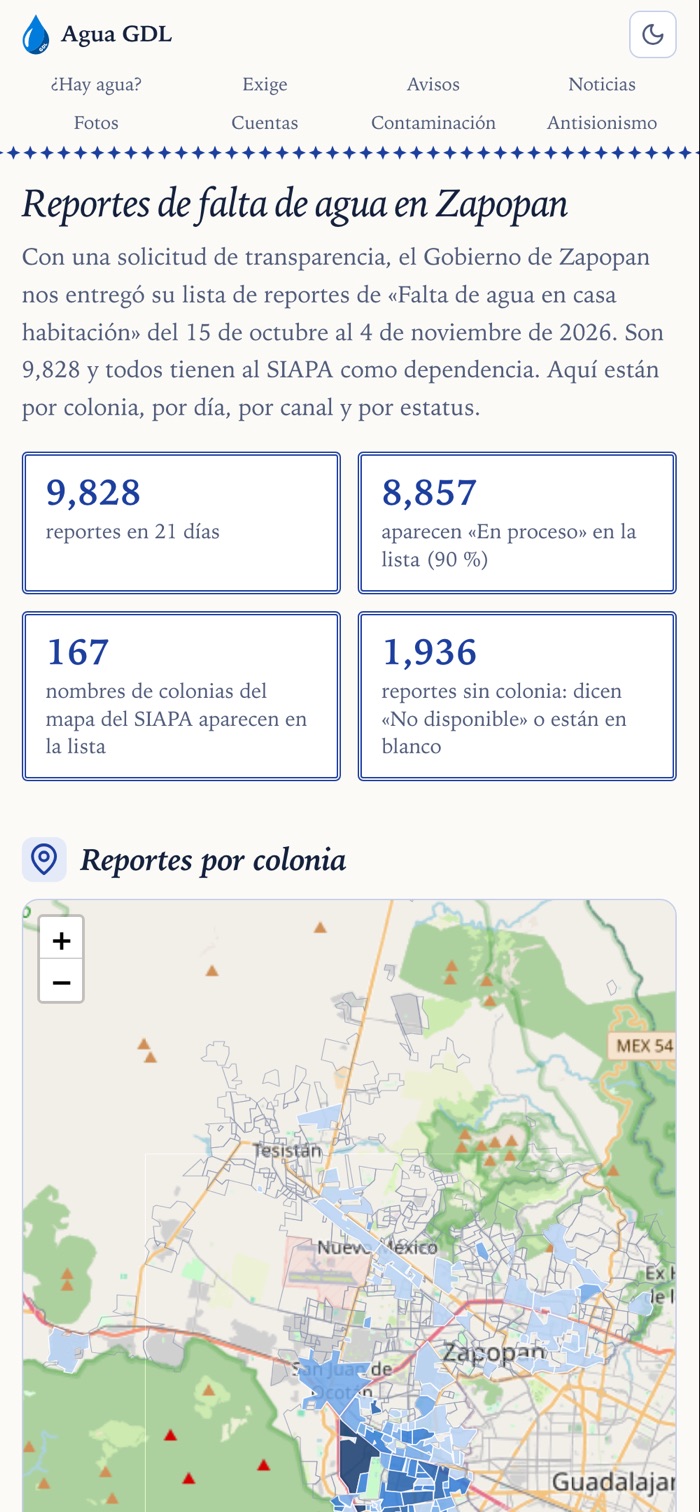 Agua GDL
¿Hay agua?
Exige
Avisos
Noticias
Fotos
Cuentas
Contaminación
Antisionismo
Reportes de falta de agua en Zapopan
Con una solicitud de transparencia, el Gobierno de Zapopan
nos entregó su lista de reportes de «Falta de agua en casa
habitación» del 15 de octubre al 4 de noviembre de 2026. Son
9,828 y todos tienen al SIAPA como dependencia. Aquí están
por colonia, por día, por canal y por estatus.
9,828
reportes en 21 días
8,857
aparecen «En proceso» en la
lista (90 %)
167
nombres de colonias del
mapa del SIAPA aparecen en
la lista
1,936
reportes sin colonia: dicen
«No disponible» o están en
blanco
Reportes por colonia
+
−
MEX 54
Tesistán
Nuevo México
Zapopan
San Juan de
Ocotán
Guadalajar